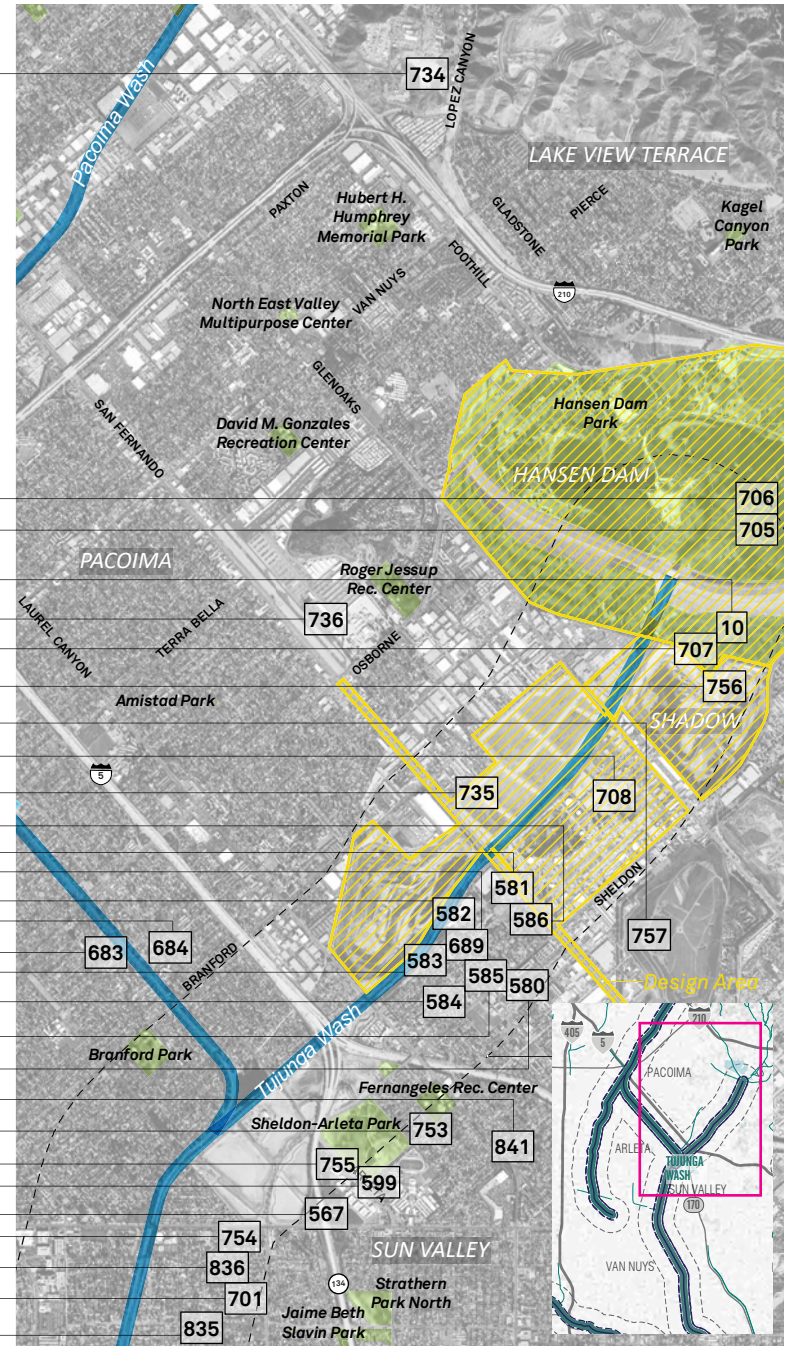 734
LOPEZ CANYON
Pacoima Wash
LAKE VIEW TERRACE
PAXTON
Hubert H.
Humphrey
Memorial Park
GLADSTONE
PIERCE
Kagel
Canyon
Park
FOOTHILL
VAN NUYS
210
North East Valley
Multipurpose Center
GLENOAKS
SAN FERNANDO
David M. Gonzales
Recreation Center
Hansen Dam
Park
HANSEN DAM
706
705
PACOIMA
Roger Jessup
Rec. Center
LAUREL CANYON
TERRA BELLA
736
OSBORNE
10
707
756
Amistad Park
SHADOW
5
735
708
581
SHELDON
582
586
757
683
684
689
583
BRANFORD
585
580
584
Design Area
Branford Park
Tujunga Wash
Fernangeles Rec. Center
Sheldon-Arleta Park
753
841
755
599
567
754
SUN VALLEY
836
701
134
Strathern
Park North
Jaime Beth
Slavin Park
835
405
5
210
PACOIMA
ARLETA
TUJUNGA
WASH
SUN VALLEY
170
VAN NUYS